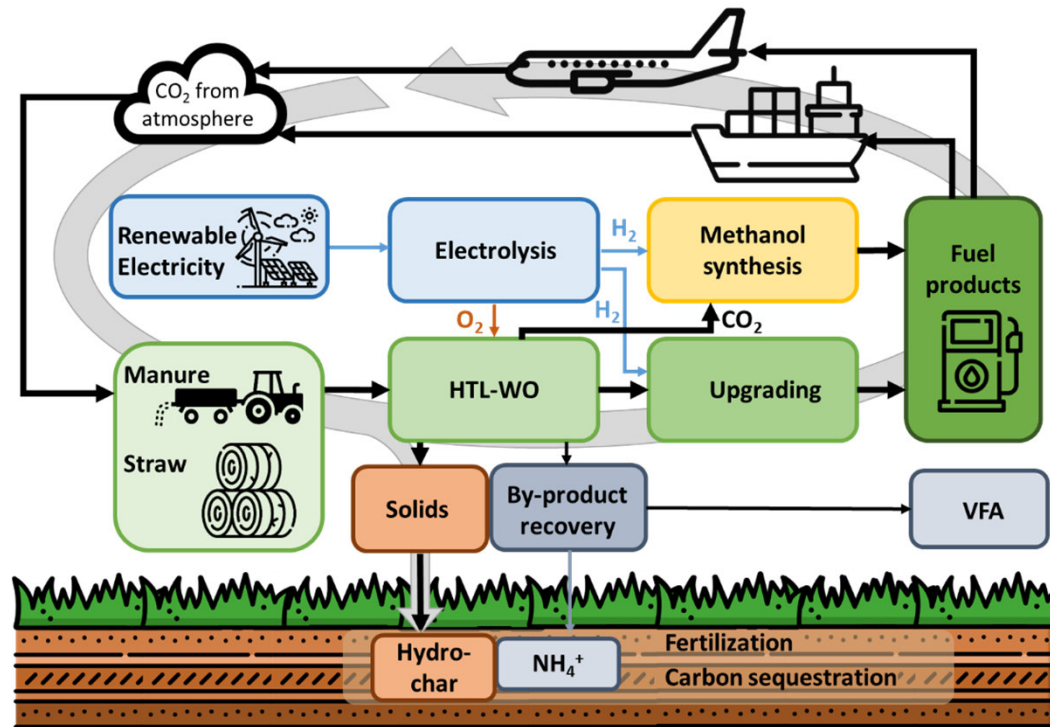 CO₂ from
atmosphere
Renewable
Electricity
Electrolysis
H₂
Methanol
synthesis
Fuel
products
O₂
H₂
CO₂
Manure
HTL-WO
Upgrading
Straw
Solids
By-product
recovery
VFA
Hydro-
char
NH₄⁺
Fertilization
Carbon sequestration